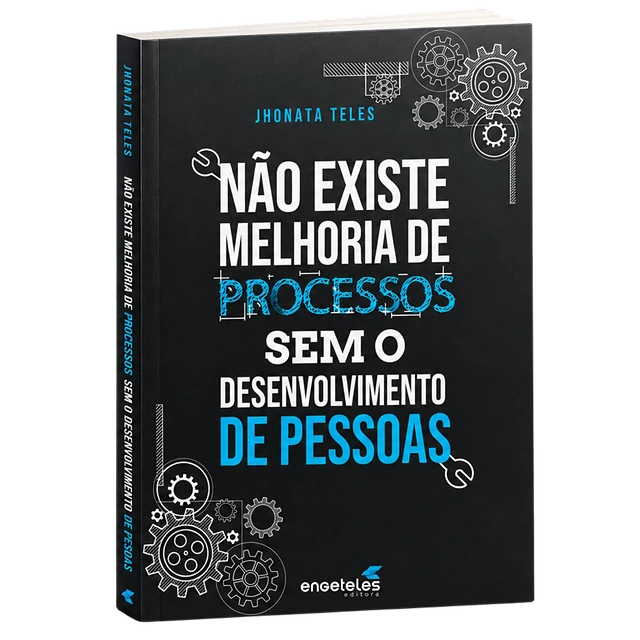 JHONATA TELES
NÃO EXISTE
MELHORIA DE
PROCESSOS
SEM O
DESENVOLVIMENTO
DE PESSOAS
engeteles
editora
JHONATA TELES NÃO EXISTE MELHORIA DE PROCESSOS SEM O DESENVOLVIMENTO DE PESSOAS